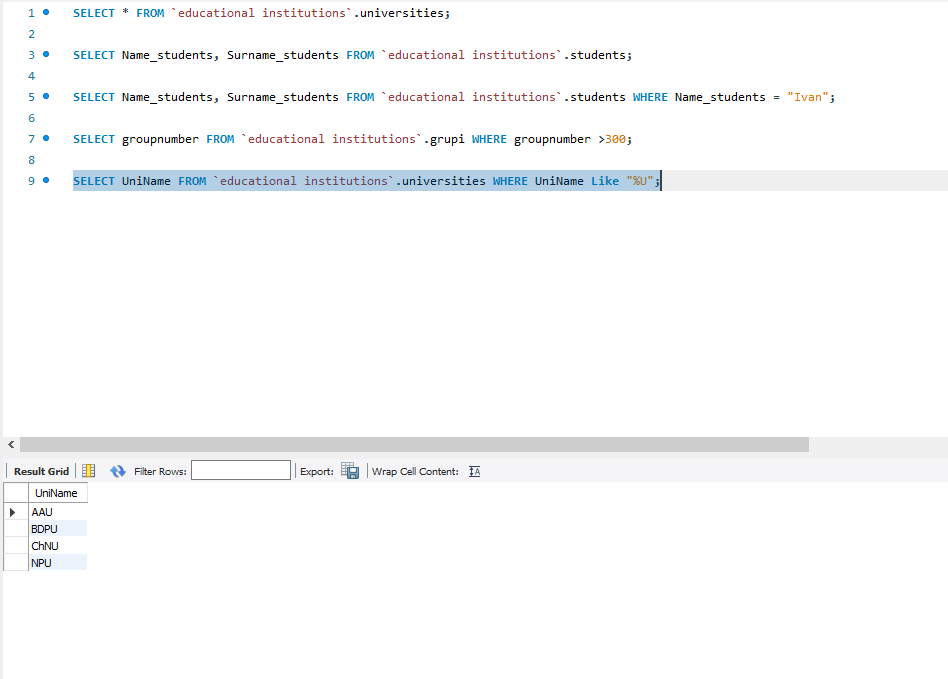 1 SELECT * FROM `educational institutions`.universities;
2
3 SELECT Name_students, Surname_students FROM `educational institutions`.students;
4
5 SELECT Name_students, Surname_students FROM `educational institutions`.students WHERE Name_students = "Ivan";
6
7 SELECT groupnumber FROM `educational institutions`.grupi WHERE groupnumber >300;
8
9 SELECT UniName FROM `educational institutions`.universities WHERE UniName Like "%U";
Result Grid Filter Rows: Export: Wrap Cell Content: IA
UniName
AAU
BDPU
ChNU
NPU